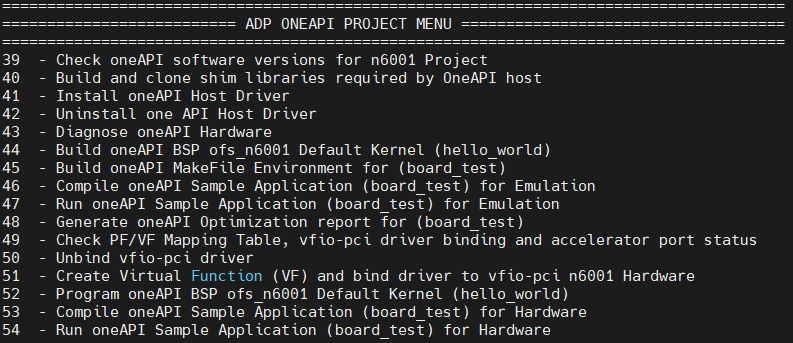 =======================================================================================
========================== ADP ONEAPI PROJECT MENU ====================================
=======================================================================================
39  - Check oneAPI software versions for n6001 Project
40  - Build and clone shim libraries required by OneAPI host
41  - Install oneAPI Host Driver
42  - Uninstall one API Host Driver
43  - Diagnose oneAPI Hardware
44  - Build oneAPI BSP ofs_n6001 Default Kernel (hello_world)
45  - Build oneAPI MakeFile Environment for (board_test)
46  - Compile oneAPI Sample Application (board_test) for Emulation
47  - Run oneAPI Sample Application (board_test) for Emulation
48  - Generate oneAPI Optimization report for (board_test)
49  - Check PF/VF Mapping Table, vfio-pci driver binding and accelerator port status
50  - Unbind vfio-pci driver
51  - Create Virtual Function (VF) and bind driver to vfio-pci n6001 Hardware
52  - Program oneAPI BSP ofs_n6001 Default Kernel (hello_world)
53  - Compile oneAPI Sample Application (board_test) for Hardware
54  - Run oneAPI Sample Application (board_test) for Hardware